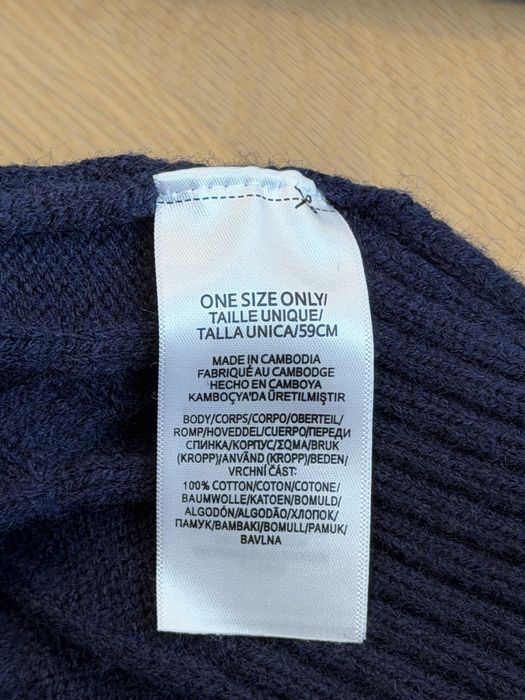 ONE SIZE ONLY/
TAILLE UNIQUE/
TALLA UNICA/59CM
MADE IN CAMBODIA
FABRIQUÉ AU CAMBODGE
HECHO EN CAMBOYA
KAMBOÇYA'DA ÜRETILMIŞTIR
BODY/CORPS/CORPO/OBERTEIL/
ROMP/HOVEDDEL/CUERPO/ПЕРЕДИ
СПИНКА/КОРПУС/ΣΩΜΑ/BRUK
(KROPP)/ANVÄND (KROPP)/BEDEN/
VRCHNÍ ČÁST:
100% COTTON/COTON/COTONE/
BAUMWOLLE/KATOEN/BOMULD/
ALGODÓN/ALGODÃO/ХЛОПОК/
ПАМУК/ΒΑΜΒΑΚΙ/BOMULL/PAMUK/
BAVLNA